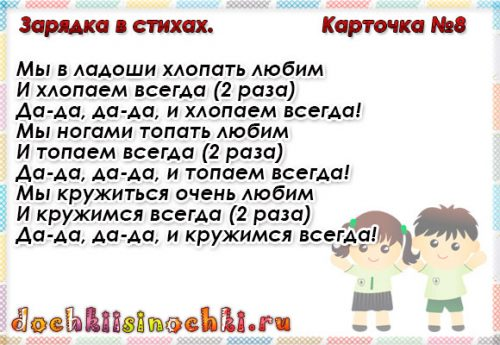 Зарядка в стихах. Карточка №8
Мы в ладоши хлопать любим
И хлопаем всегда (2 раза)
Да-да, да-да, и хлопаем всегда!
Мы ногами топать любим
И топаем всегда (2 раза)
Да-да, да-да, и топаем всегда!
Мы кружиться очень любим
И кружимся всегда (2 раза)
Да-да, да-да, и кружимся всегда!
dochkiisinochki.ru